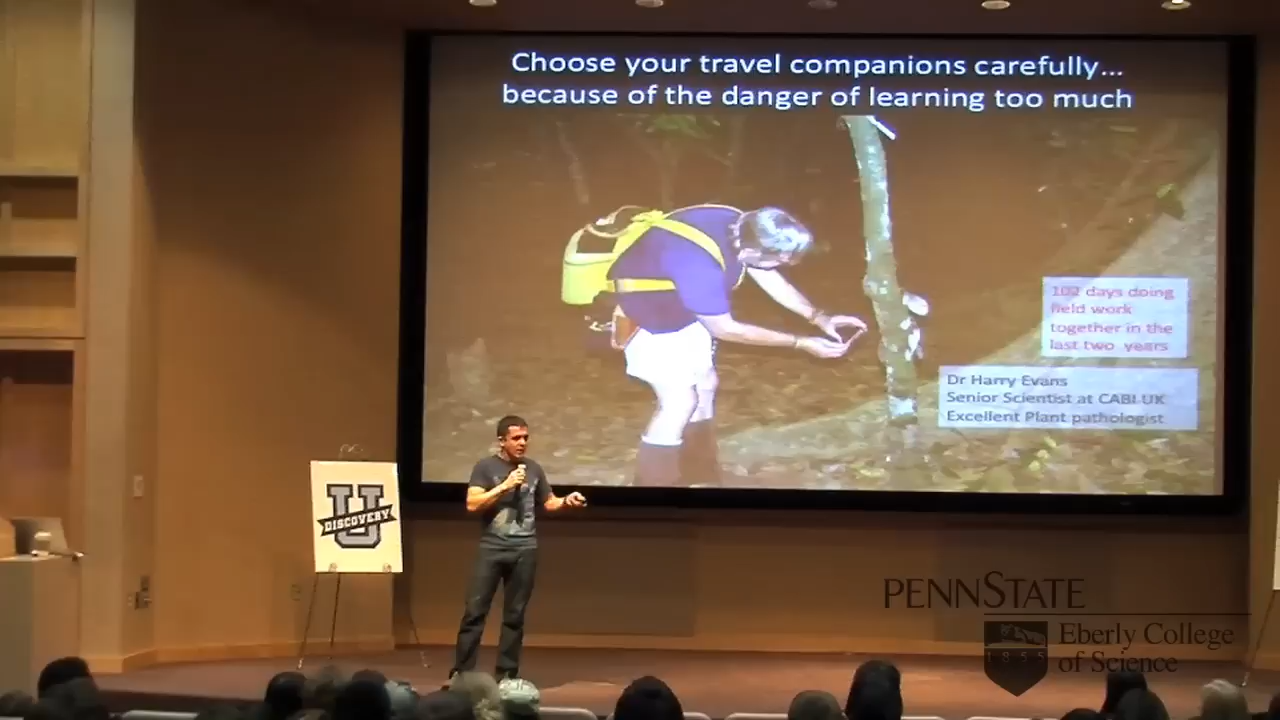 Choose your travel companions carefully...
because of the danger of learning too much
102 days doing
field work
together in the
last two years
Dr Harry Evans
Senior Scientist at CABI UK
Excellent Plant pathologist
U
DISCOVERY
PENNSTATE
1855
Eberly College
of Science